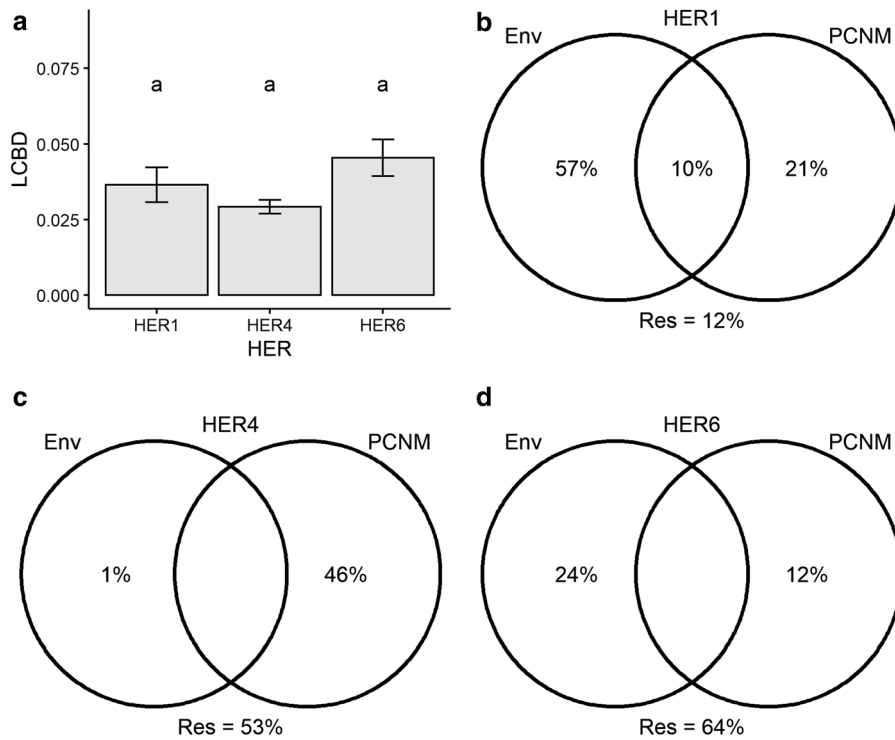 a
0.075
0.050
0.025
0.000
LCBD
a a a
HER1 HER4 HER6
HER
b
HER1
Env PCNM
57% 10% 21%
Res = 12%
c
HER4
Env PCNM
1% 46%
Res = 53%
d
HER6
Env PCNM
24% 12%
Res = 64%